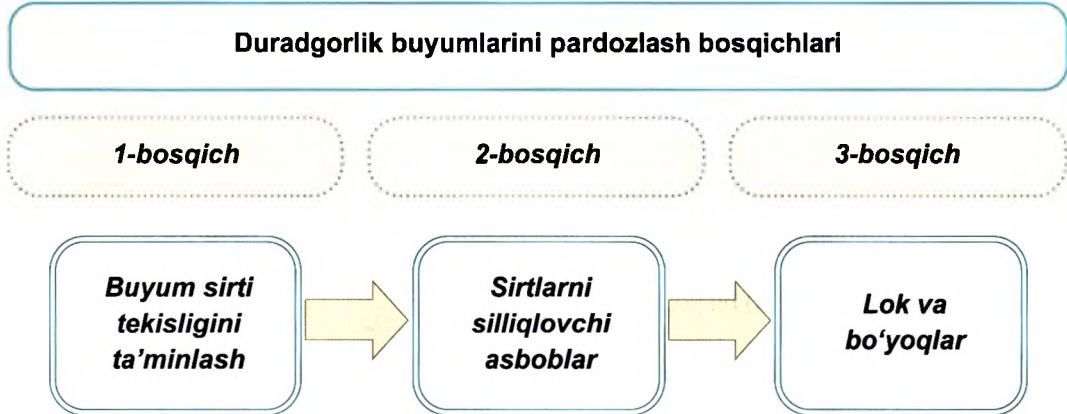 Duradgorlik buyumlarini pardozlash bosqichlari
1-bosqich
2-bosqich
3-bosqich
Buyum sirti
tekisligini
ta’minlash
Sirtlarni
silliqlovchi
asboblar
Lok va
bo‘yoqlar